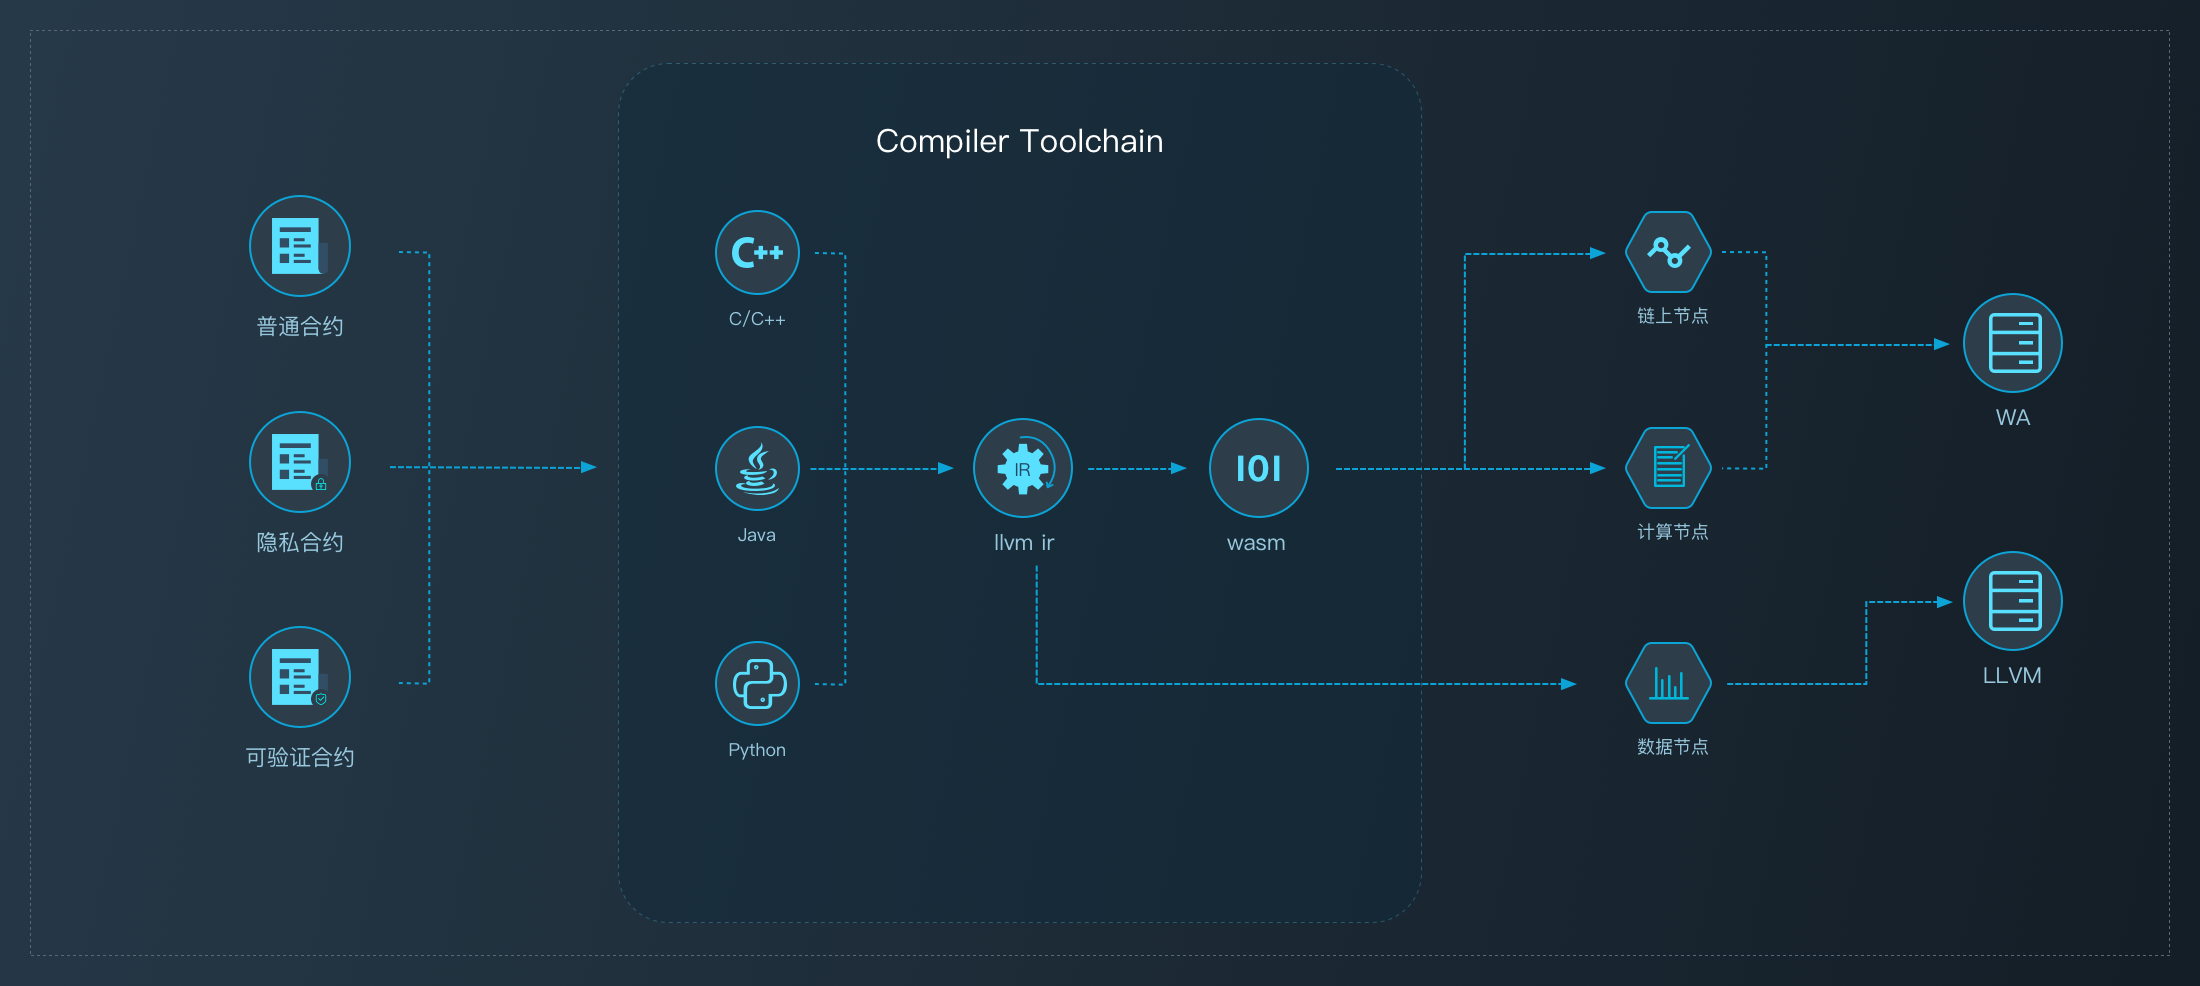 Compiler Toolchain
普通合约
隐私合约
可验证合约
C++
C/C++
Java
Python
IR
llvm ir
101
wasm
链上节点
计算节点
数据节点
WA
LLVM